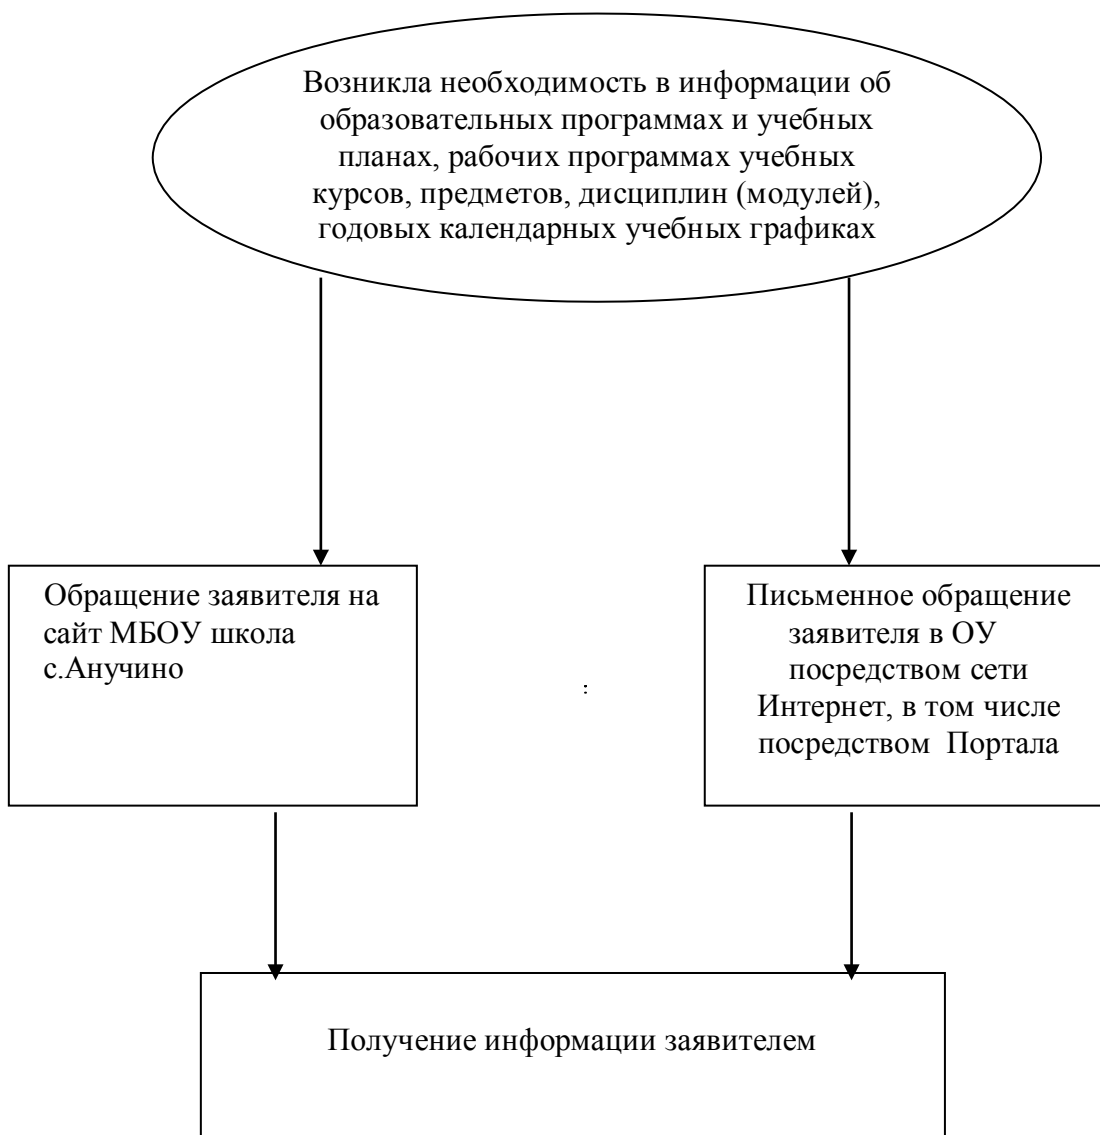 Возникла необходимость в информации об
образовательных программах и учебных
планах, рабочих программах учебных
курсов, предметов, дисциплин (модулей),
годовых календарных учебных графиках
Обращение заявителя на
сайт МБОУ школа
с.Анучино
:
Письменное обращение
заявителя в ОУ
посредством сети
Интернет, в том числе
посредством Портала
Получение информации заявителем